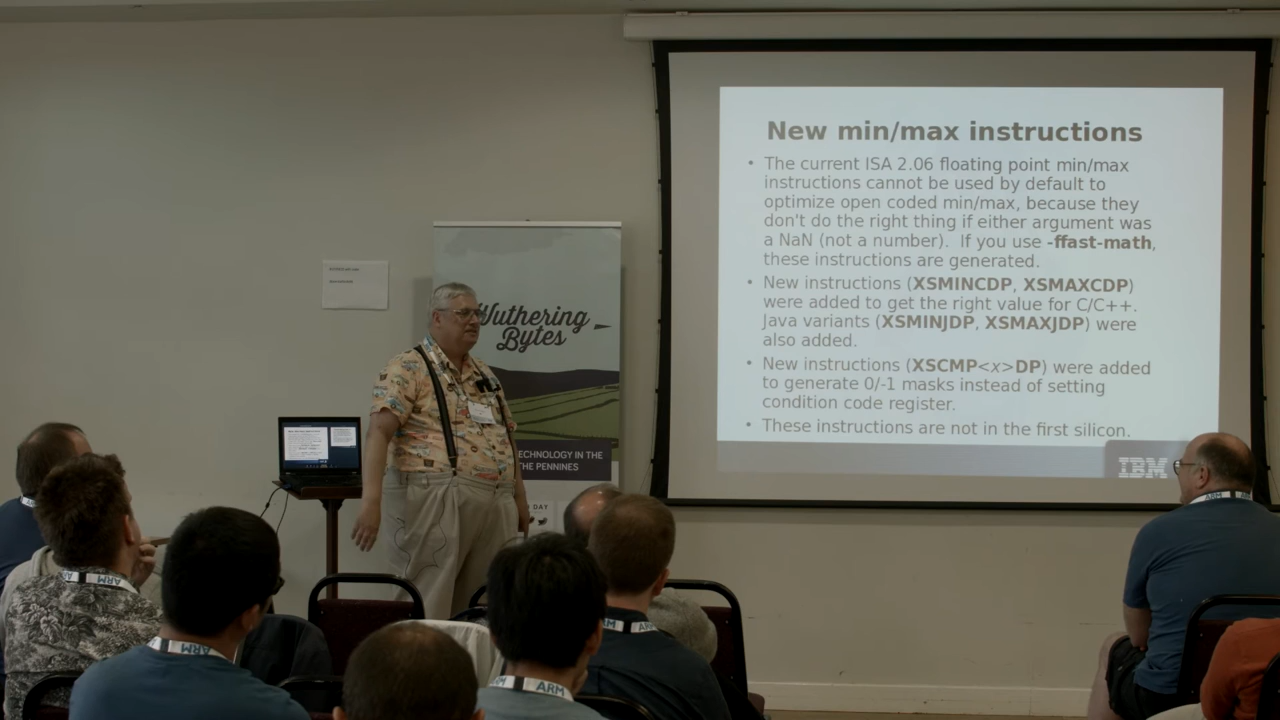 New min/max instructions
• The current ISA 2.06 floating point min/max
instructions cannot be used by default to
optimize open coded min/max, because they
don't do the right thing if either argument was
a NaN (not a number). If you use -ffast-math,
these instructions are generated.
• New instructions (XSMINCDP, XSMAXCDP)
were added to get the right value for C/C++.
Java variants (XSMINJDP, XSMAXJDP) were
also added.
• New instructions (XSCMP<x>DP) were added
to generate 0/-1 masks instead of setting
condition code register.
• These instructions are not in the first silicon.
IBM
Wuthering
Bytes
ECHNOLOGY IN THE
THE PENNINES
DAY
ARM
ARM
ARM
ARM
ARM